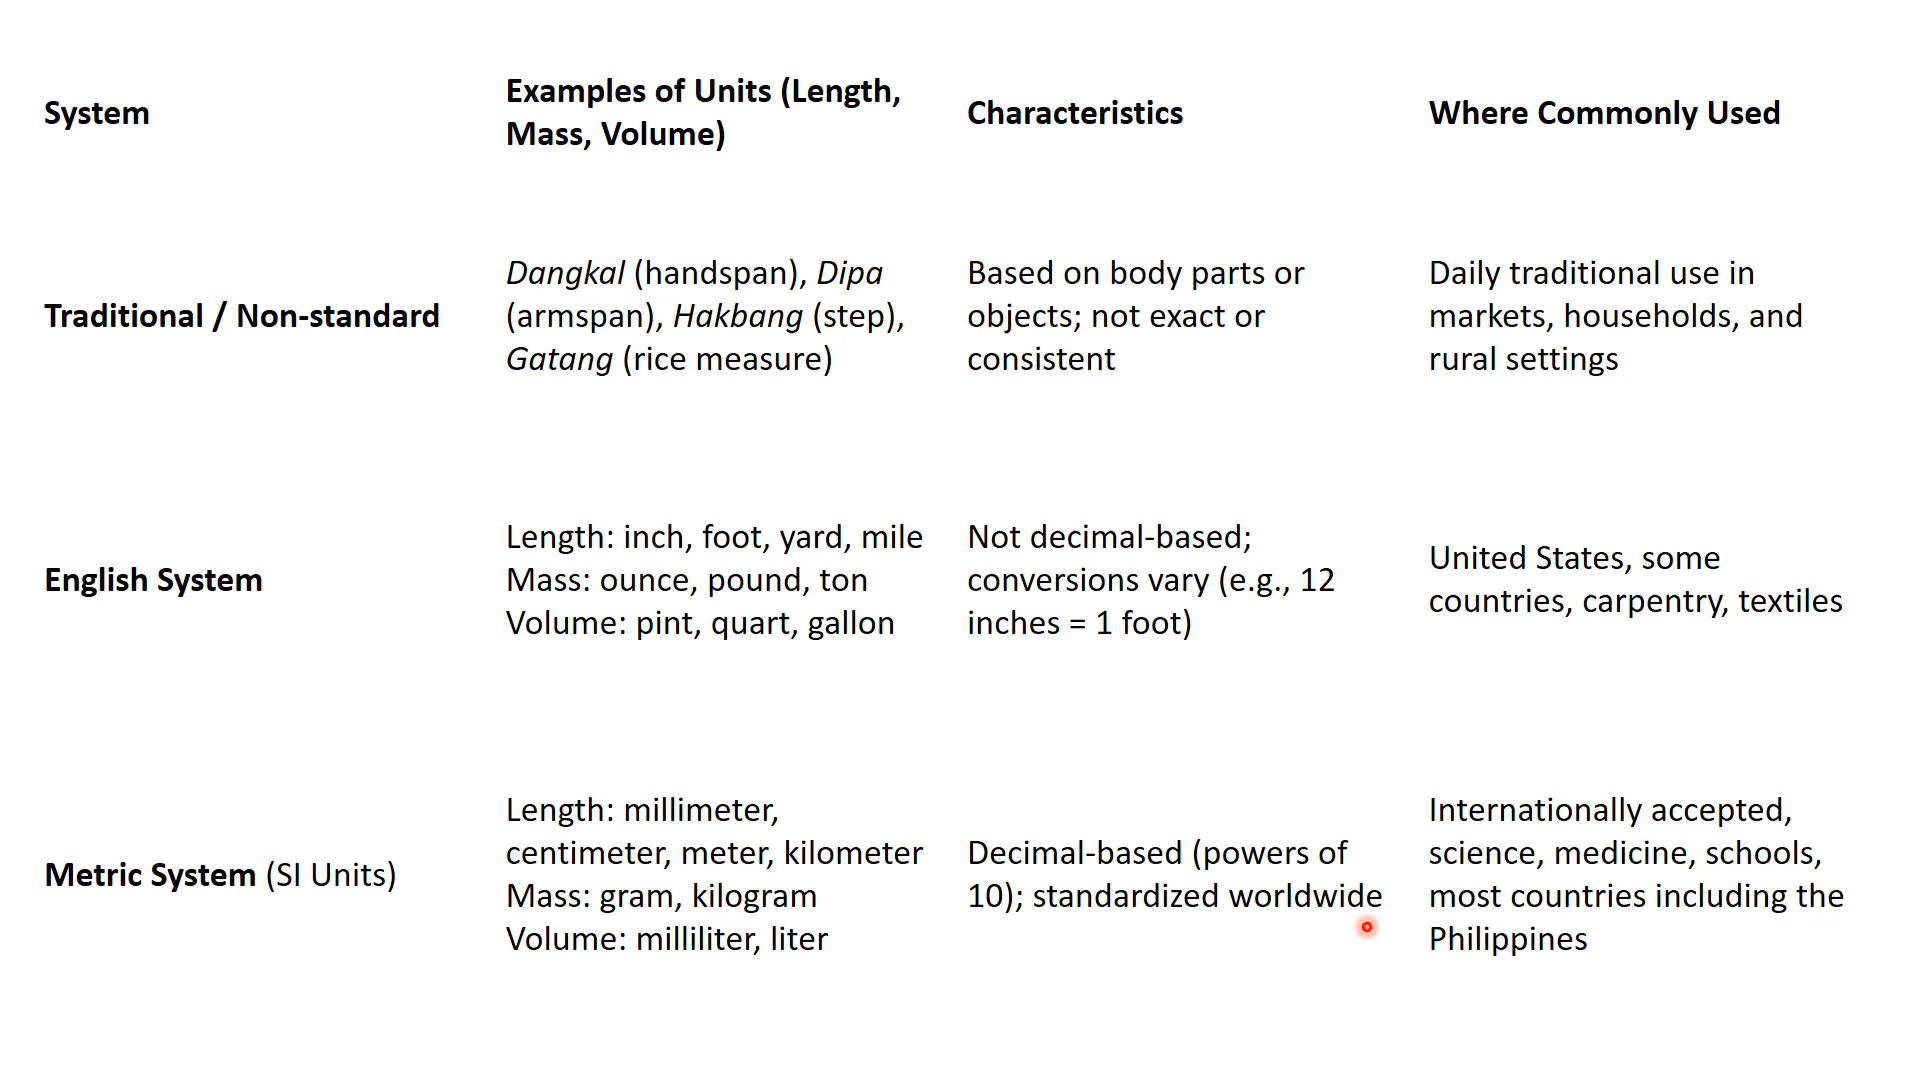 System
Examples of Units (Length,
Mass, Volume)
Characteristics
Where Commonly Used
Traditional / Non-standard
Dangkal (handspan), Dipa
(armspan), Hakbang (step),
Gatang (rice measure)
Based on body parts or
objects; not exact or
consistent
Daily traditional use in
markets, households, and
rural settings
English System
Length: inch, foot, yard, mile
Mass: ounce, pound, ton
Volume: pint, quart, gallon
Not decimal-based;
conversions vary (e.g., 12
inches = 1 foot)
United States, some
countries, carpentry, textiles
Metric System (SI Units)
Length: millimeter,
centimeter, meter, kilometer
Mass: gram, kilogram
Volume: milliliter, liter
Decimal-based (powers of
10); standardized worldwide
Internationally accepted,
science, medicine, schools,
most countries including the
Philippines